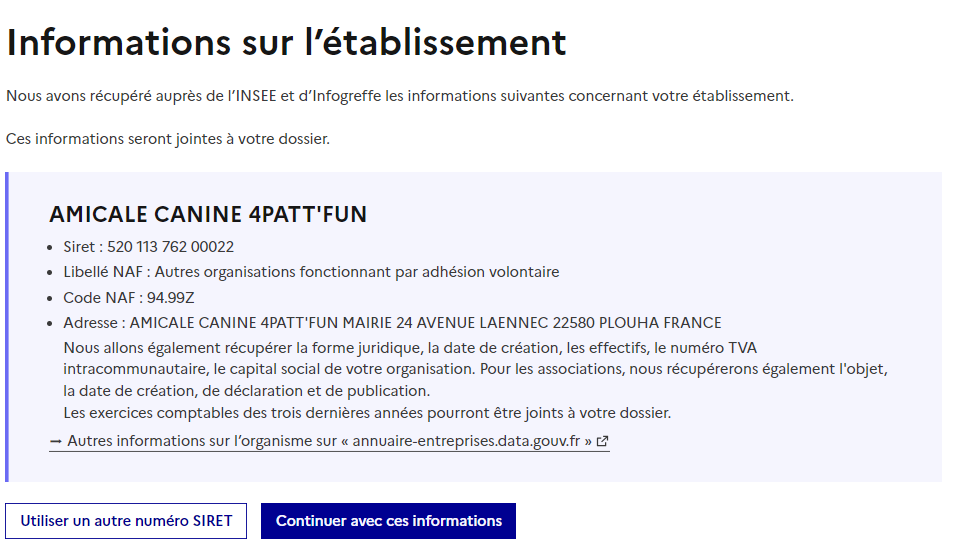 Informations sur l’établissement
Nous avons récupéré auprès de l’INSEE et d’Infogreffe les informations suivantes concernant votre établissement.
Ces informations seront jointes à votre dossier.
AMICALE CANINE 4PATT'FUN
• Siret : 520 113 762 00022
• Libellé NAF : Autres organisations fonctionnant par adhésion volontaire
• Code NAF : 94.99Z
• Adresse : AMICALE CANINE 4PATT'FUN MAIRIE 24 AVENUE LAENNEC 22580 PLOUHA FRANCE
Nous allons également récupérer la forme juridique, la date de création, les effectifs, le numéro TVA
intracommunautaire, le capital social de votre organisation. Pour les associations, nous récupérerons également l'objet,
la date de création, de déclaration et de publication.
Les exercices comptables des trois dernières années pourront être joints à votre dossier.
→ Autres informations sur l’organisme sur « annuaire-entreprises.data.gouv.fr »
Utiliser un autre numéro SIRET
Continuer avec ces informations